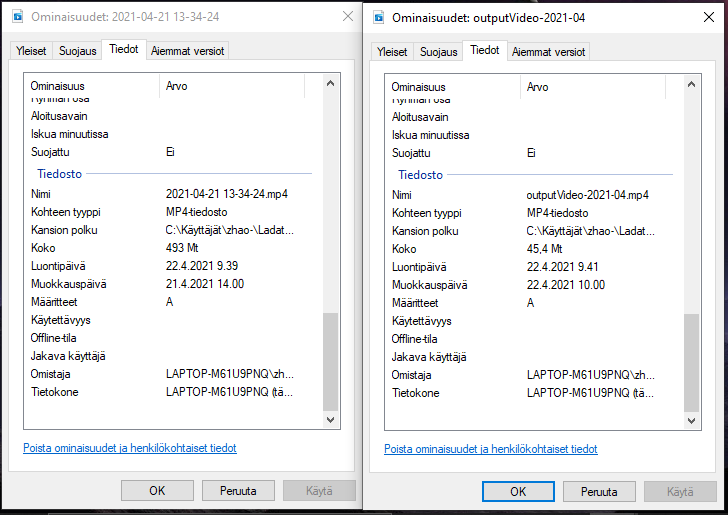 Ominaisuudet: 2021-04-21 13-34-24
Yleiset Suojaus Tiedot Aiemmat versiot
Ominaisuus Arvo
Ryhmän osa
Aloitusavain
Iskua minuutissa
Suojattu Ei
Tiedosto
Nimi 2021-04-21 13-34-24.mp4
Kohteen tyyppi MP4-tiedosto
Kansion polku C:\Käyttäjät\zhao-\Ladat...
Koko 493 Mt
Luontipäivä 22.4.2021 9.39
Muokkauspäivä 21.4.2021 14.00
Määritteet A
Käytettävyys
Offline-tila
Jakava käyttäjä
Omistaja LAPTOP-M61U9PNQ\zh...
Tietokone LAPTOP-M61U9PNQ (tä...
Poista ominaisuudet ja henkilökohtaiset tiedot
OK Peruuta Käytä
Ominaisuudet: outputVideo-2021-04
Yleiset Suojaus Tiedot Aiemmat versiot
Ominaisuus Arvo
Ryhmän osa
Aloitusavain
Iskua minuutissa
Suojattu Ei
Tiedosto
Nimi outputVideo-2021-04.mp4
Kohteen tyyppi MP4-tiedosto
Kansion polku C:\Käyttäjät\zhao-\Ladat...
Koko 45,4 Mt
Luontipäivä 22.4.2021 9.41
Muokkauspäivä 22.4.2021 10.00
Määritteet A
Käytettävyys
Offline-tila
Jakava käyttäjä
Omistaja LAPTOP-M61U9PNQ\zh...
Tietokone LAPTOP-M61U9PNQ (tä...
Poista ominaisuudet ja henkilökohtaiset tiedot
OK Peruuta Käytä